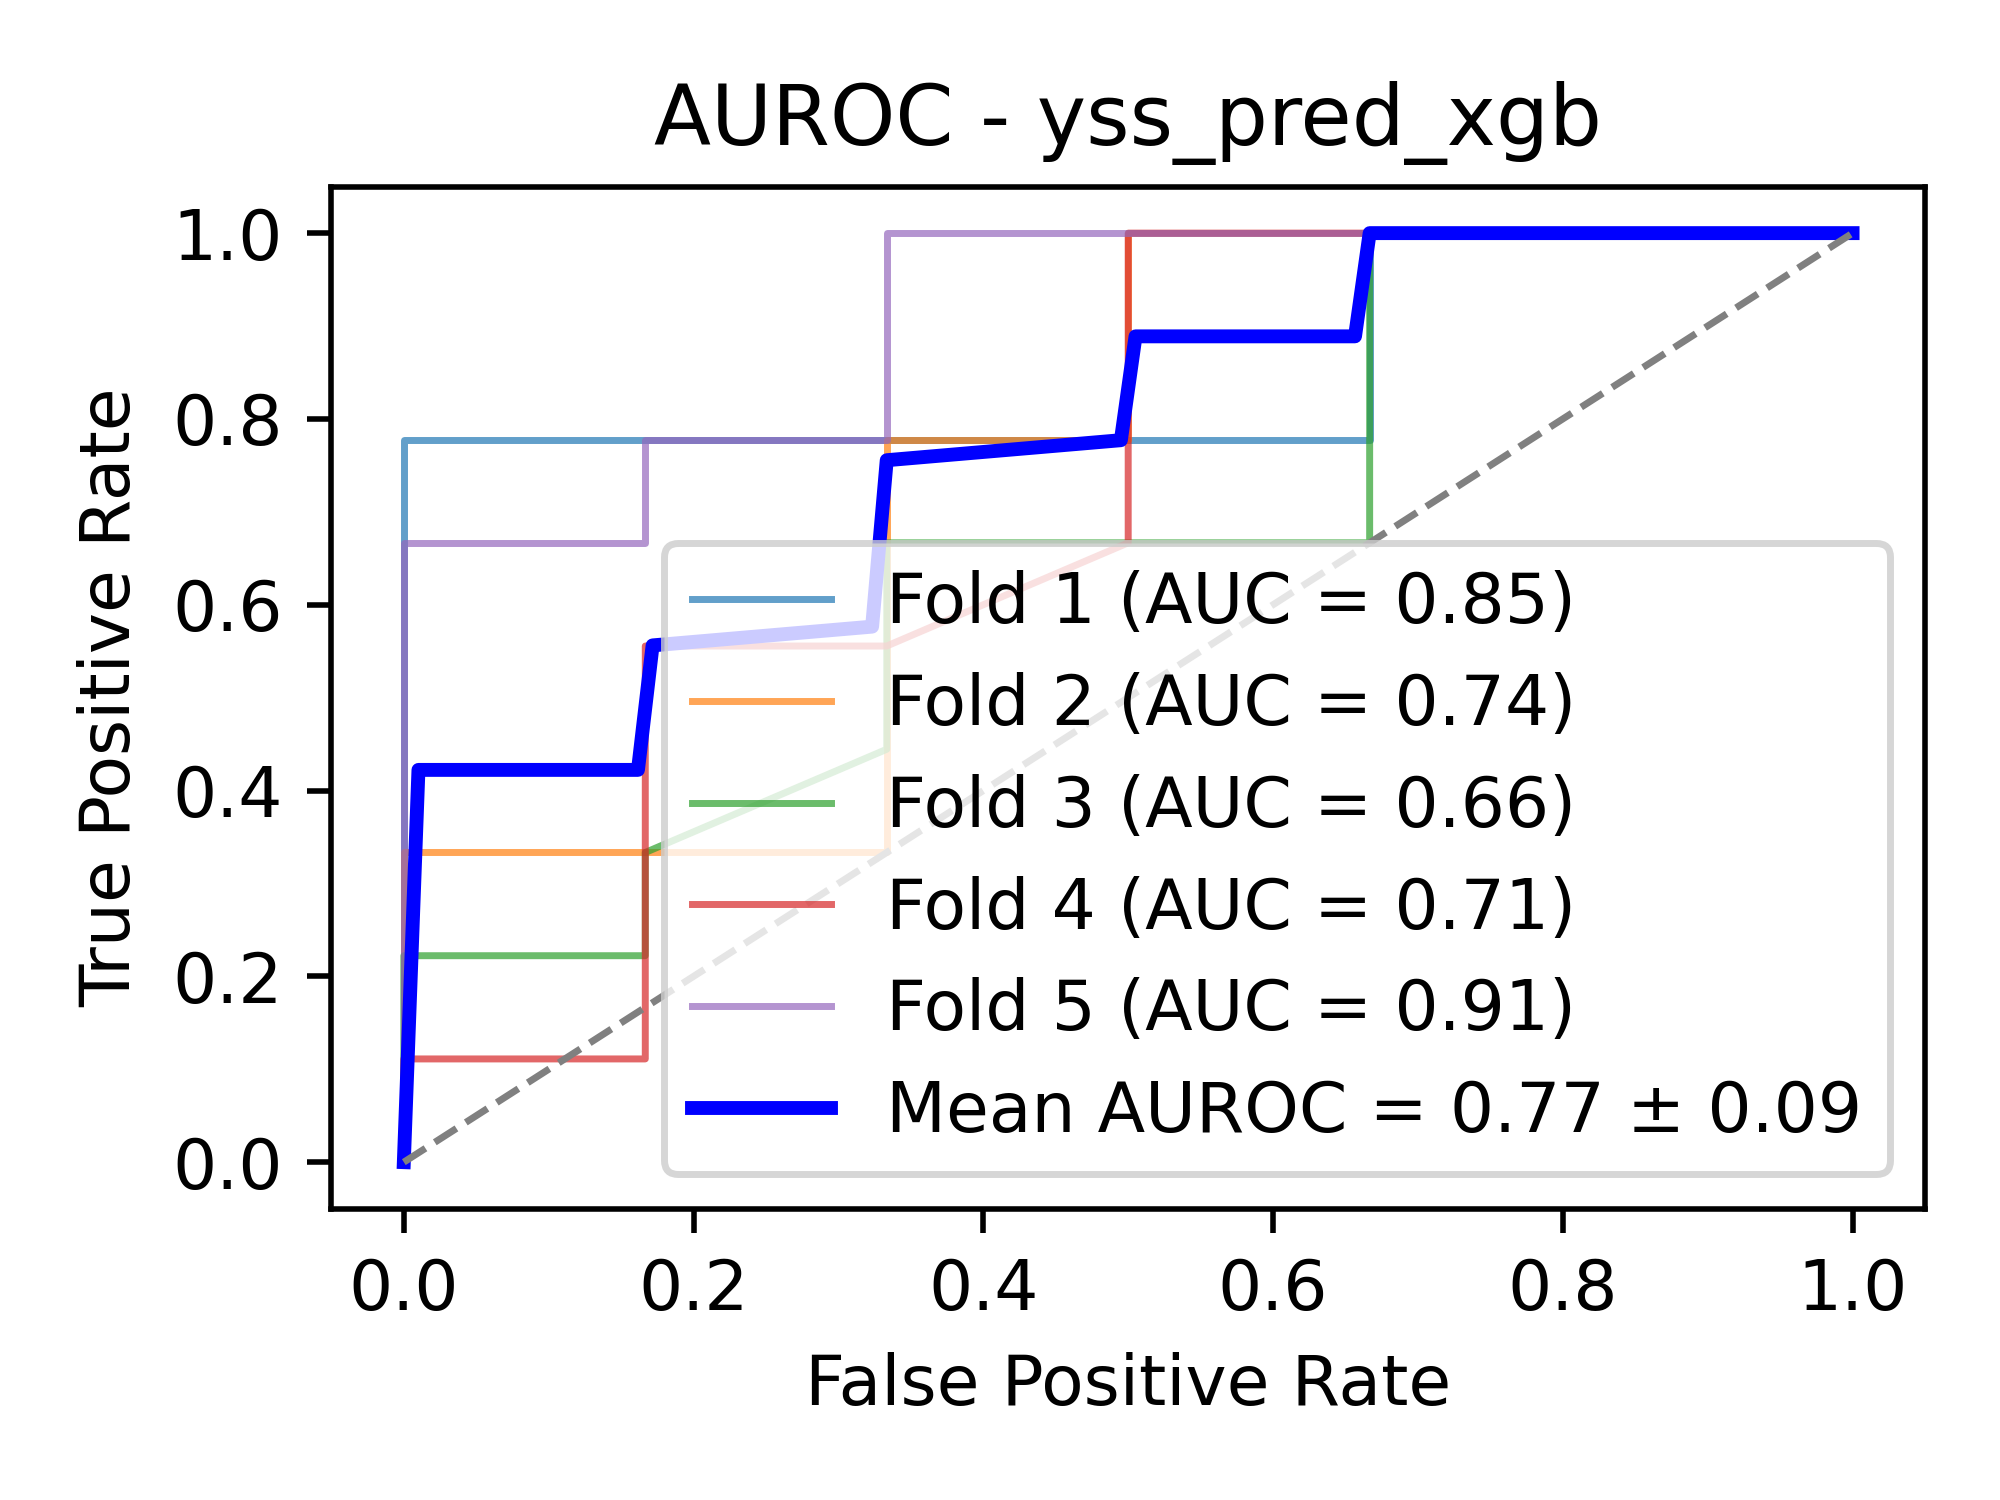 AUROC - yss_pred_xgb
True Positive Rate
1.0
0.8
0.6
0.4
0.2
0.0
Fold 1 (AUC = 0.85)
Fold 2 (AUC = 0.74)
Fold 3 (AUC = 0.66)
Fold 4 (AUC = 0.71)
Fold 5 (AUC = 0.91)
Mean AUROC = 0.77 ± 0.09
0.0 0.2 0.4 0.6 0.8 1.0
False Positive Rate